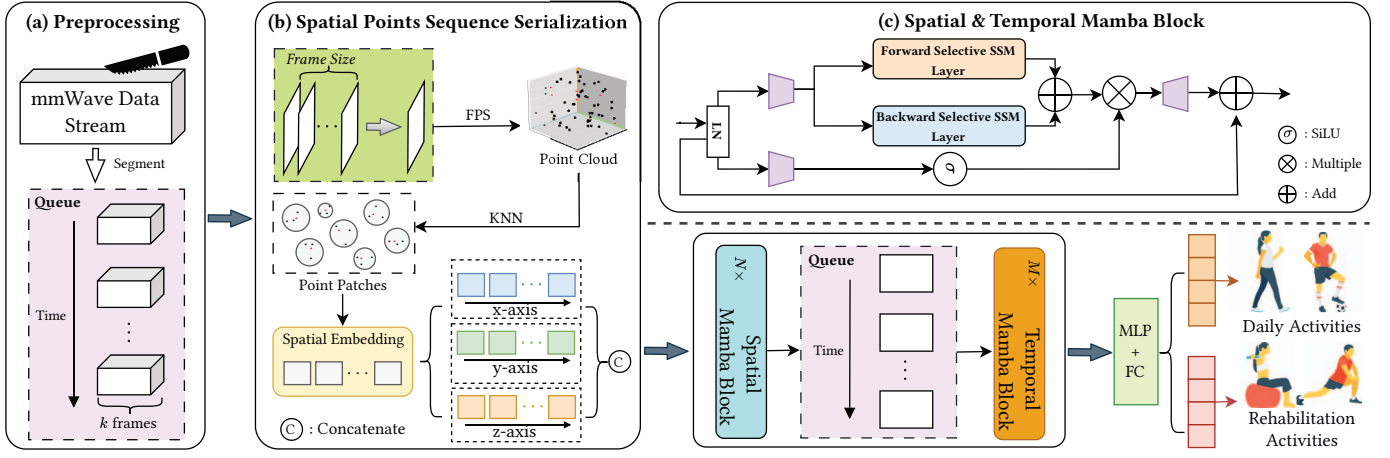 (a) Preprocessing
mmWave Data
Stream
Segment
Queue
Time
k frames
(b) Spatial Points Sequence Serialization
Frame Size
FPS
Point Cloud
KNN
Point Patches
Spatial Embedding
x-axis
y-axis
z-axis
C
C : Concatenate
(c) Spatial & Temporal Mamba Block
LN
Forward Selective SSM
Layer
Backward Selective SSM
Layer
σ
σ : SiLU
: Multiple
: Add
N×
Spatial
Mamba Block
Queue
Time
M×
Temporal
Mamba Block
MLP
+
FC
Daily Activities
Rehabilitation
Activities